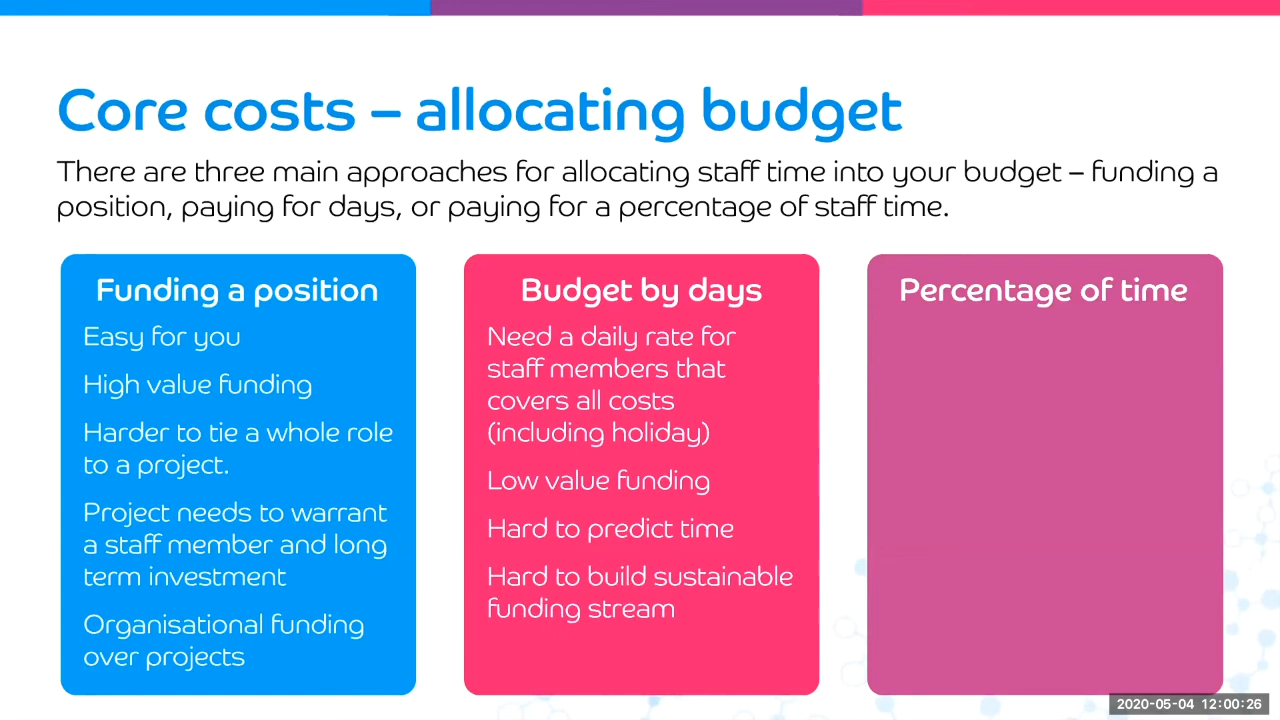 Core costs – allocating budget
There are three main approaches for allocating staff time into your budget – funding a
position, paying for days, or paying for a percentage of staff time.
Funding a position
Easy for you
High value funding
Harder to tie a whole role
to a project.
Project needs to warrant
a staff member and long
term investment
Organisational funding
over projects
Budget by days
Need a daily rate for
staff members that
covers all costs
(including holiday)
Low value funding
Hard to predict time
Hard to build sustainable
funding stream
Percentage of time
2020-05-04 12:00:26